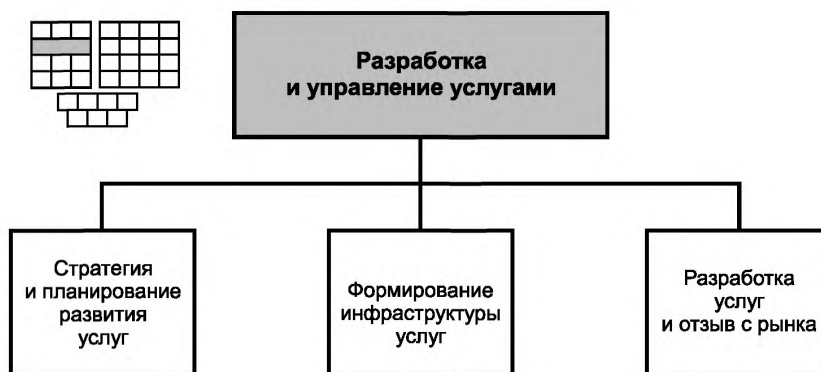 Разработка
и управление услугами
Стратегия
и планирование
развития
услуг
Формирование
инфраструктуры
услуг
Разработка
услуг
и отзыв с рынка